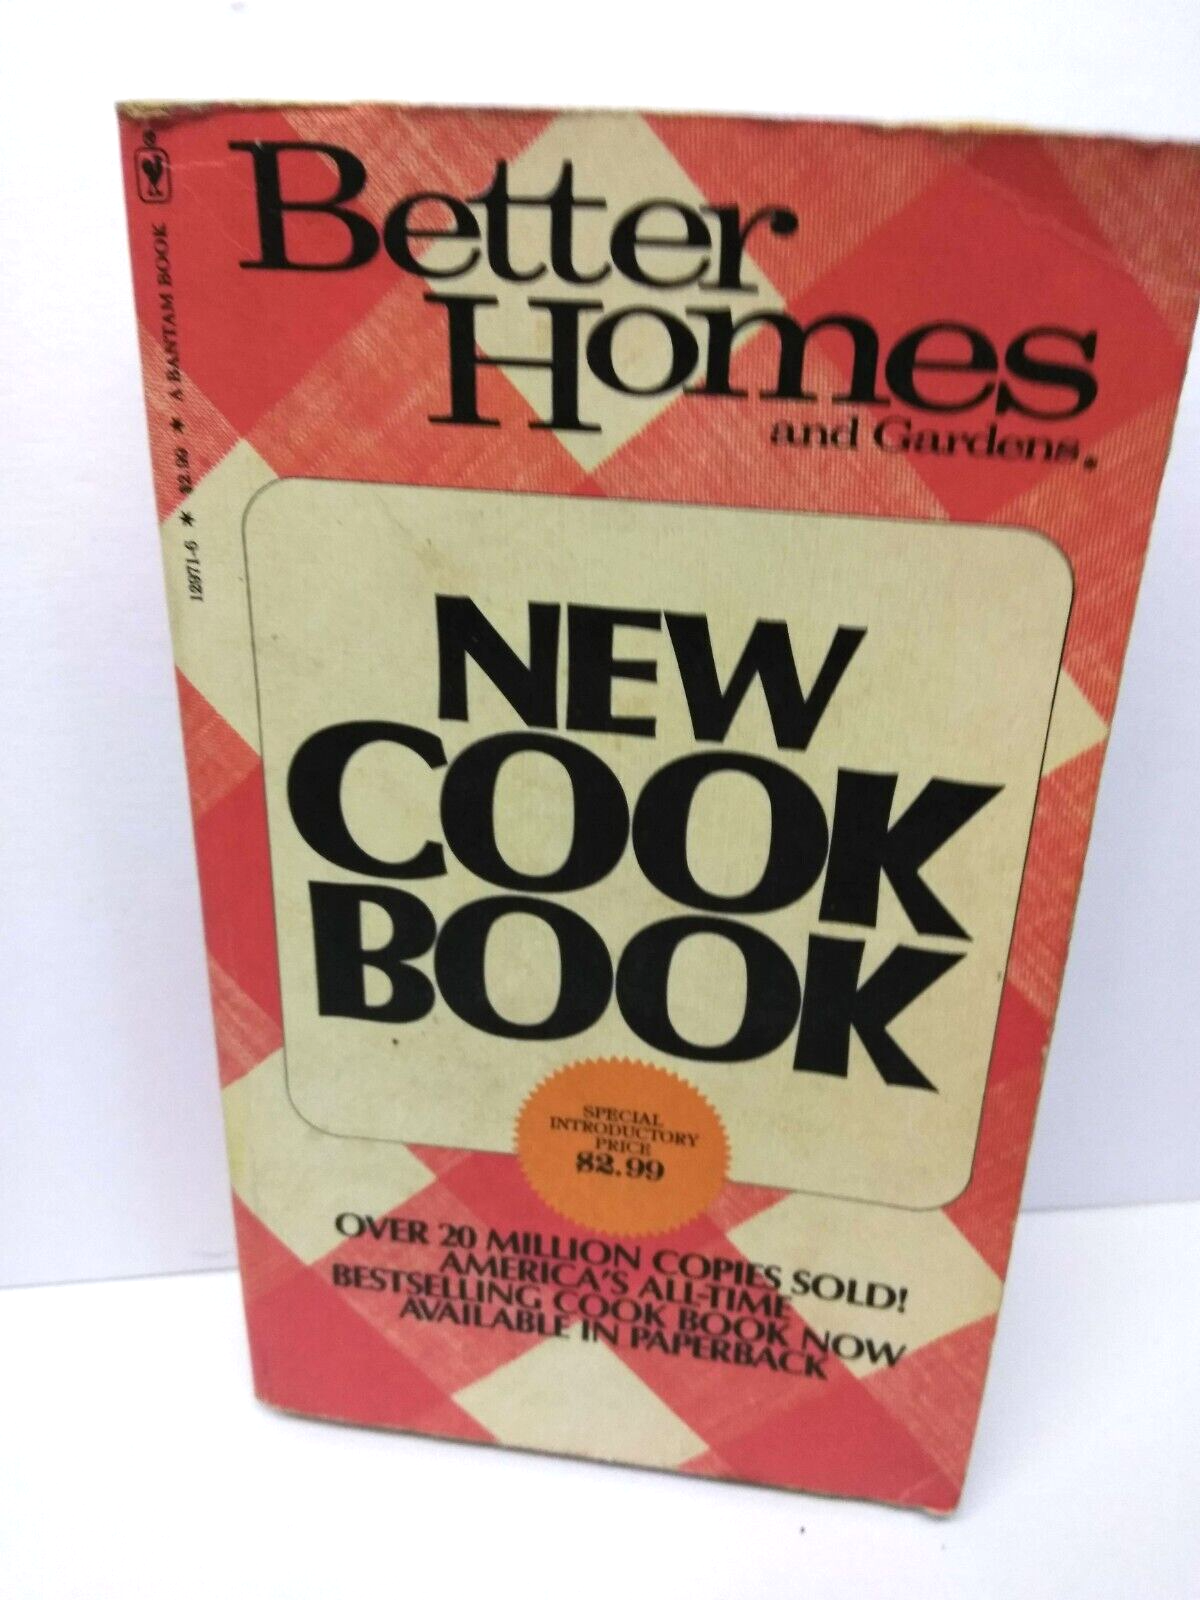 Better
Homes
and Gardens®
12971-6 * $2.99 * A BANTAM BOOK
NEW
COOK
BOOK
SPECIAL
INTRODUCTORY
PRICE
$2.99
OVER 20 MILLION COPIES SOLD!
AMERICA'S ALL-TIME
BESTSELLING COOK BOOK NOW
AVAILABLE IN PAPERBACK